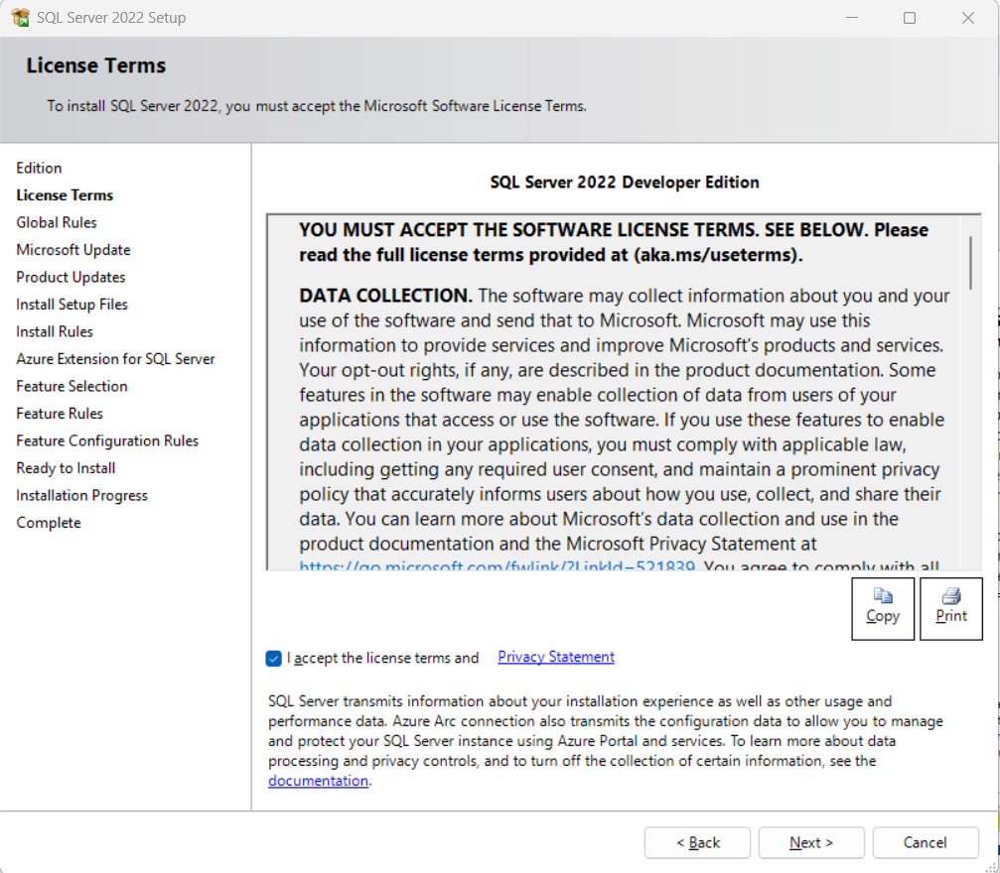 SQL Server 2022 Setup
License Terms
To install SQL Server 2022, you must accept the Microsoft Software License Terms.
Edition
License Terms
Global Rules
Microsoft Update
Product Updates
Install Setup Files
Install Rules
Azure Extension for SQL Server
Feature Selection
Feature Rules
Feature Configuration Rules
Ready to Install
Installation Progress
Complete
SQL Server 2022 Developer Edition
YOU MUST ACCEPT THE SOFTWARE LICENSE TERMS. SEE BELOW. Please
read the full license terms provided at (aka.ms/useterms).
DATA COLLECTION. The software may collect information about you and your
use of the software and send that to Microsoft. Microsoft may use this
information to provide services and improve Microsoft's products and services.
Your opt-out rights, if any, are described in the product documentation. Some
features in the software may enable collection of data from users of your
applications that access or use the software. If you use these features to enable
data collection in your applications, you must comply with applicable law,
including getting any required user consent, and maintain a prominent privacy
policy that accurately informs users about how you use, collect, and share their
data. You can learn more about Microsoft's data collection and use in the
product documentation and the Microsoft Privacy Statement at
https://go.microsoft.com/fwlink/?LinkId=521839. You agree to comply with all
Copy
Print
I accept the license terms and Privacy Statement
SQL Server transmits information about your installation experience as well as other usage and
performance data. Azure Arc connection also transmits the configuration data to allow you to manage
and protect your SQL Server instance using Azure Portal and services. To learn more about data
processing and privacy controls, and to turn off the collection of certain information, see the
documentation.
< Back
Next >
Cancel